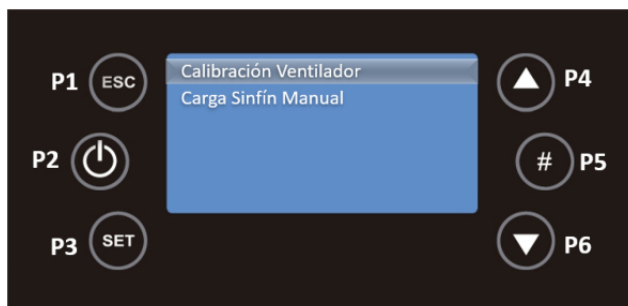 P1 ESC
Calibración Ventilador
Carga Sinfín Manual
P4
P2
# P5
P3 SET
P6